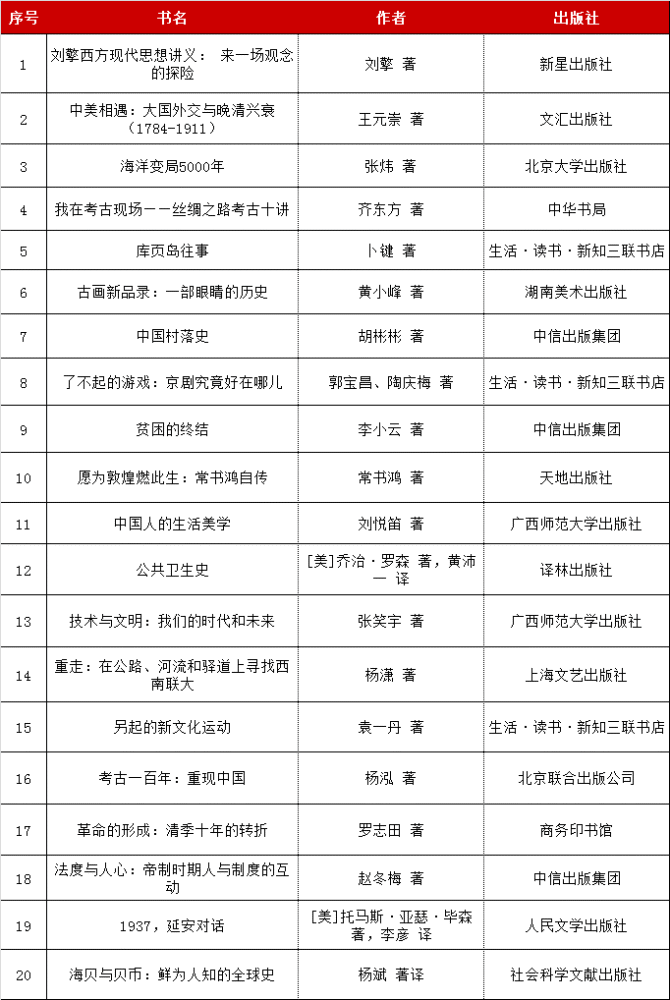 序号 书名 作者 出版社
1 刘擎西方现代思想讲义： 来一场观念的探险 刘擎 著 新星出版社
2 中美相遇：大国外交与晚清兴衰（1784-1911） 王元崇 著 文汇出版社
3 海洋变局5000年 张炜 著 北京大学出版社
4 我在考古现场——丝绸之路考古十讲 齐东方 著 中华书局
5 库页岛往事 卜键 著 生活·读书·新知三联书店
6 古画新品录：一部眼睛的历史 黄小峰 著 湖南美术出版社
7 中国村落史 胡彬彬 著 中信出版集团
8 了不起的游戏：京剧究竟好在哪儿 郭宝昌、陶庆梅 著 生活·读书·新知三联书店
9 贫困的终结 李小云 著 中信出版集团
10 愿为敦煌燃此生：常书鸿自传 常书鸿 著 天地出版社
11 中国人的生活美学 刘悦笛 著 广西师范大学出版社
12 公共卫生史 [美]乔治·罗森 著，黄沛一 译 译林出版社
13 技术与文明：我们的时代和未来 张笑宇 著 广西师范大学出版社
14 重走：在公路、河流和驿道上寻找西南联大 杨潇 著 上海文艺出版社
15 另起的新文化运动 袁一丹 著 生活·读书·新知三联书店
16 考古一百年：重现中国 杨泓 著 北京联合出版公司
17 革命的形成：清季十年的转折 罗志田 著 商务印书馆
18 法度与人心：帝制时期人与制度的互动 赵冬梅 著 中信出版集团
19 1937，延安对话 [美]托马斯·亚瑟·毕森 著，李彦 译 人民文学出版社
20 海贝与贝币：鲜为人知的全球史 杨斌 著译 社会科学文献出版社